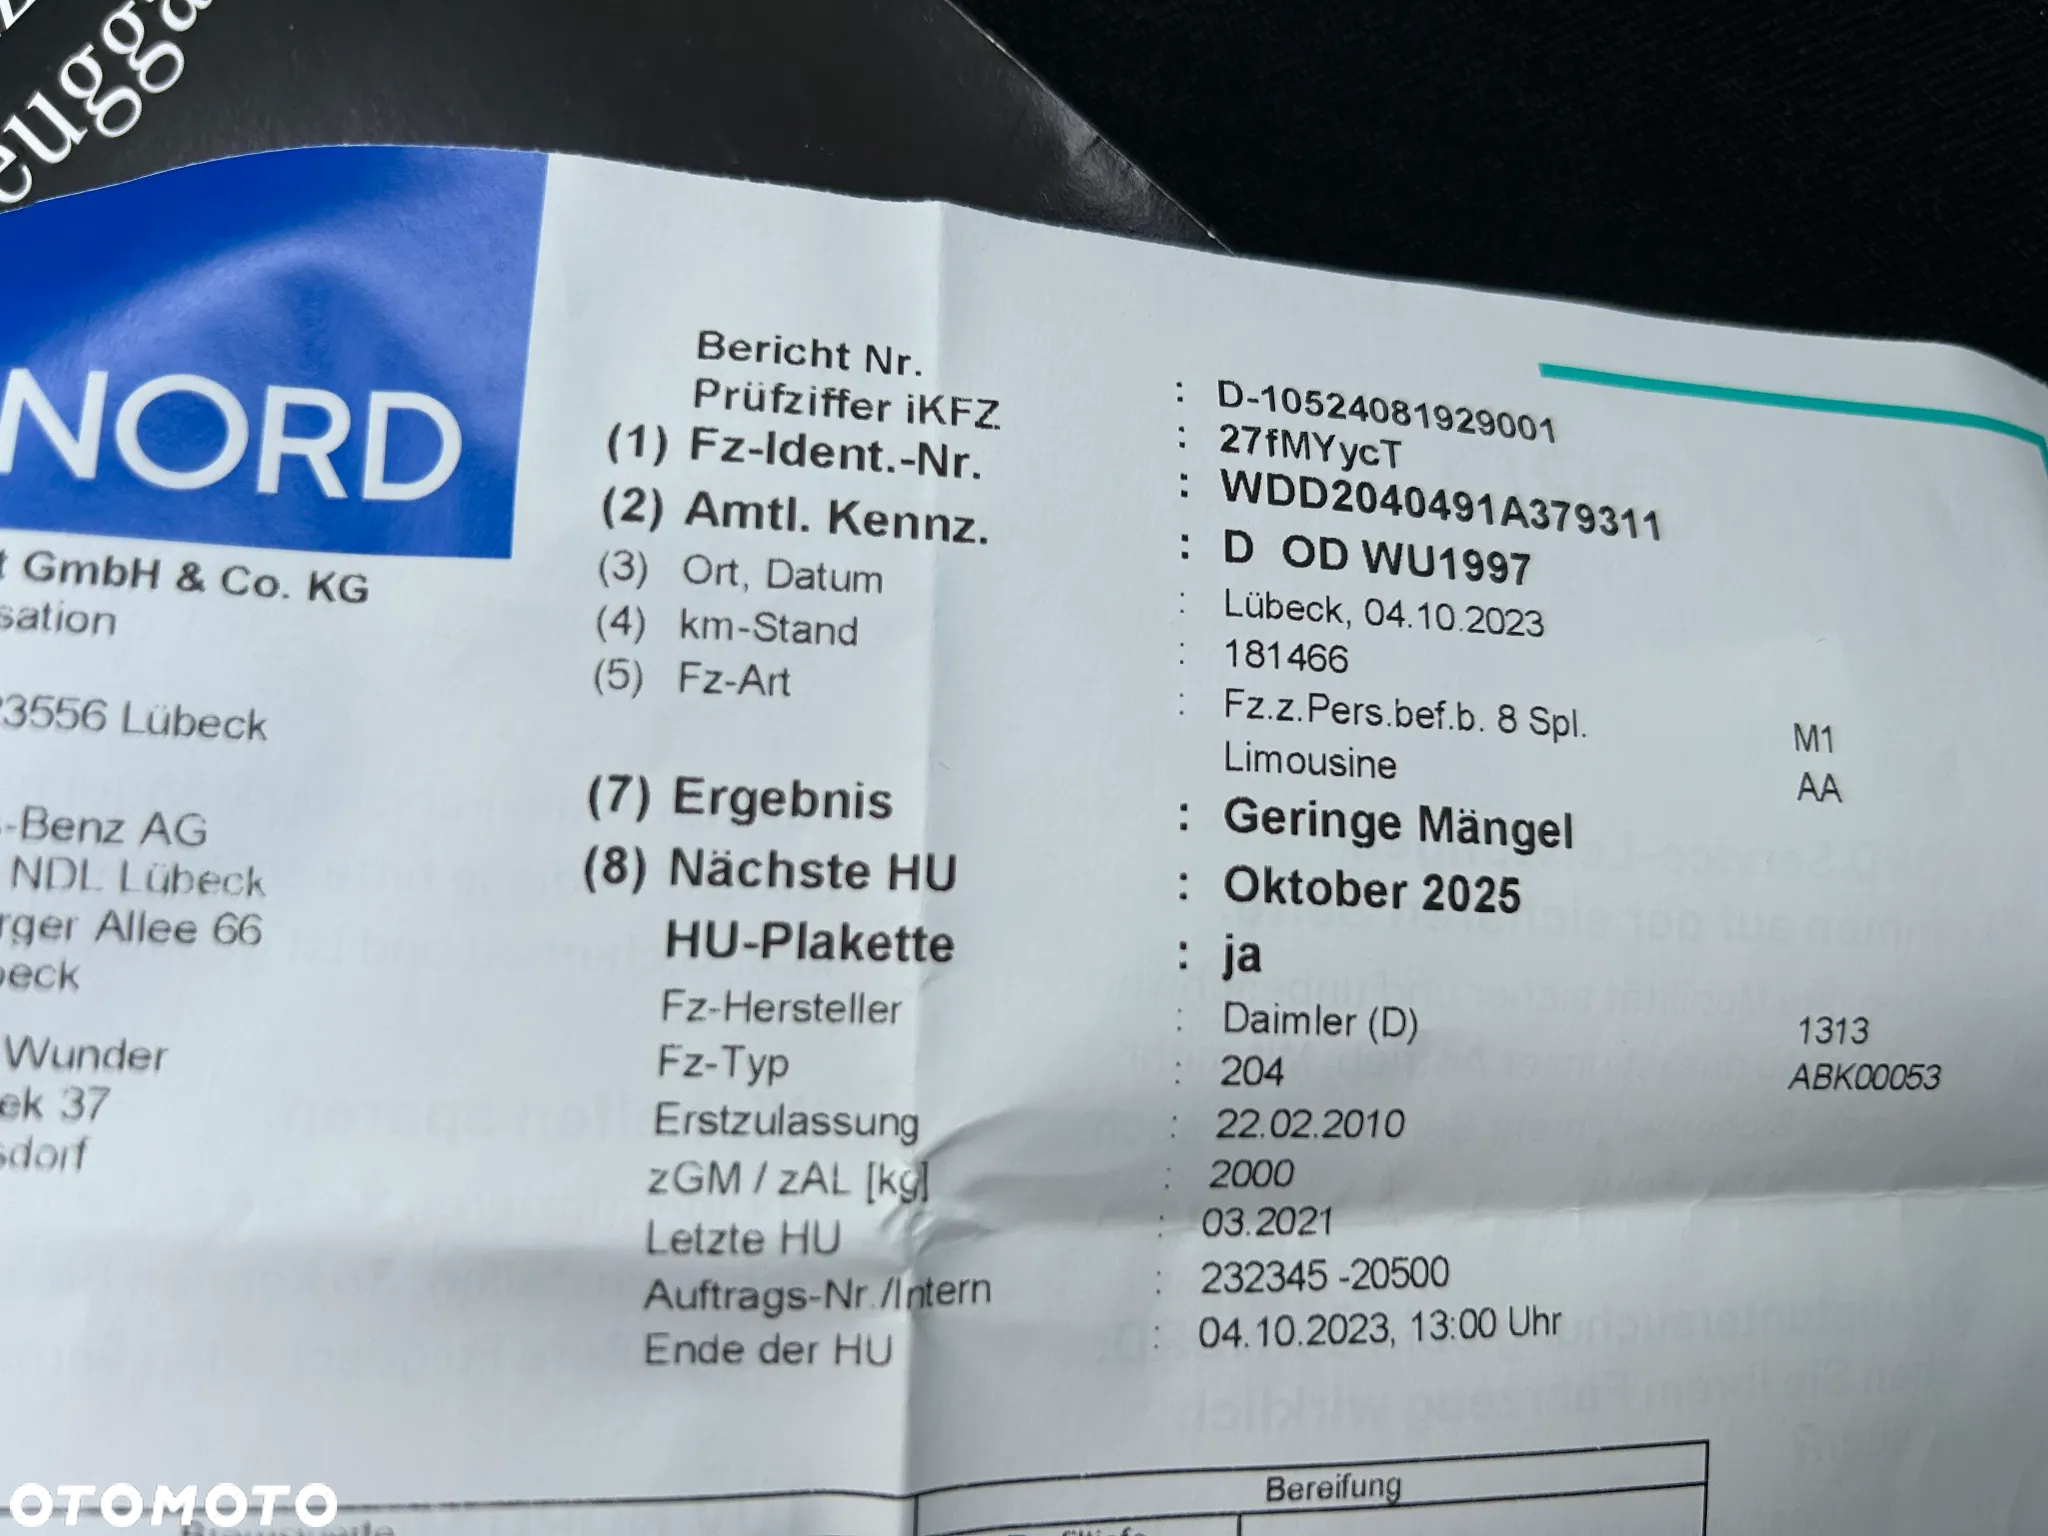 NORD
GmbH & Co. KG
23556 Lübeck
-Benz AG
NDL Lübeck
Allee 66
Wunder
37
Bericht Nr. : D-10524081929001
Prüfziffer iKFZ : 27fMYycT
(1) Fz-Ident.-Nr. : WDD2040491A379311
(2) Amtl. Kennz. : D OD WU1997
(3) Ort, Datum : Lübeck, 04.10.2023
(4) km-Stand : 181466
(5) Fz-Art : Fz.z.Pers.bef.b. 8 Spl. M1
Limousine AA
(7) Ergebnis : Geringe Mängel
(8) Nächste HU : Oktober 2025
HU-Plakette : ja
Fz-Hersteller : Daimler (D) 1313
Fz-Typ : 204 ABK00053
Erstzulassung : 22.02.2010
zGM / zAL [kg] : 2000
Letzte HU : 03.2021
Auftrags-Nr./Intern : 232345 -20500
Ende der HU : 04.10.2023, 13:00 Uhr
Bereifung
OTOMOTO